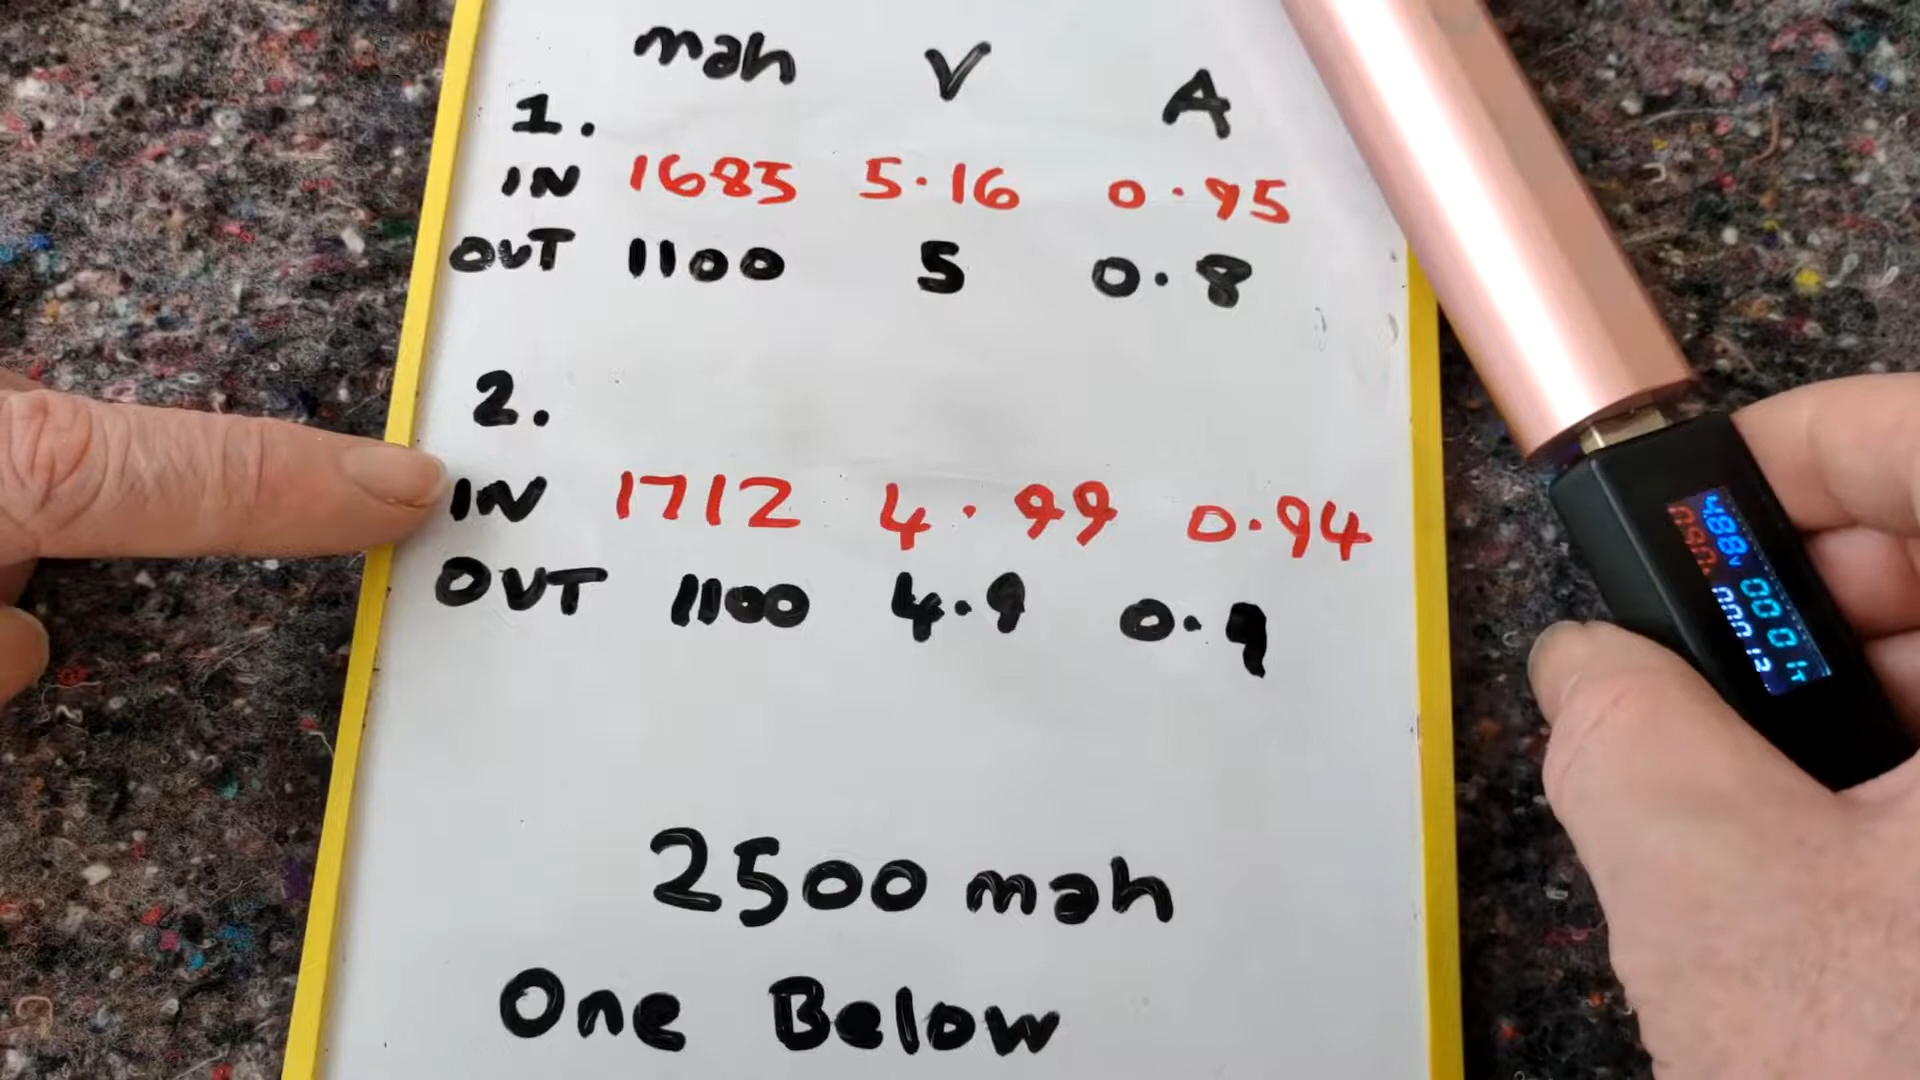 mah V A
1.
IN 1683 5.16 0.95
OUT 1100 5 0.8
2.
IN 1712 4.99 0.94
OUT 1100 4.9 0.9
2500 mah
One Below